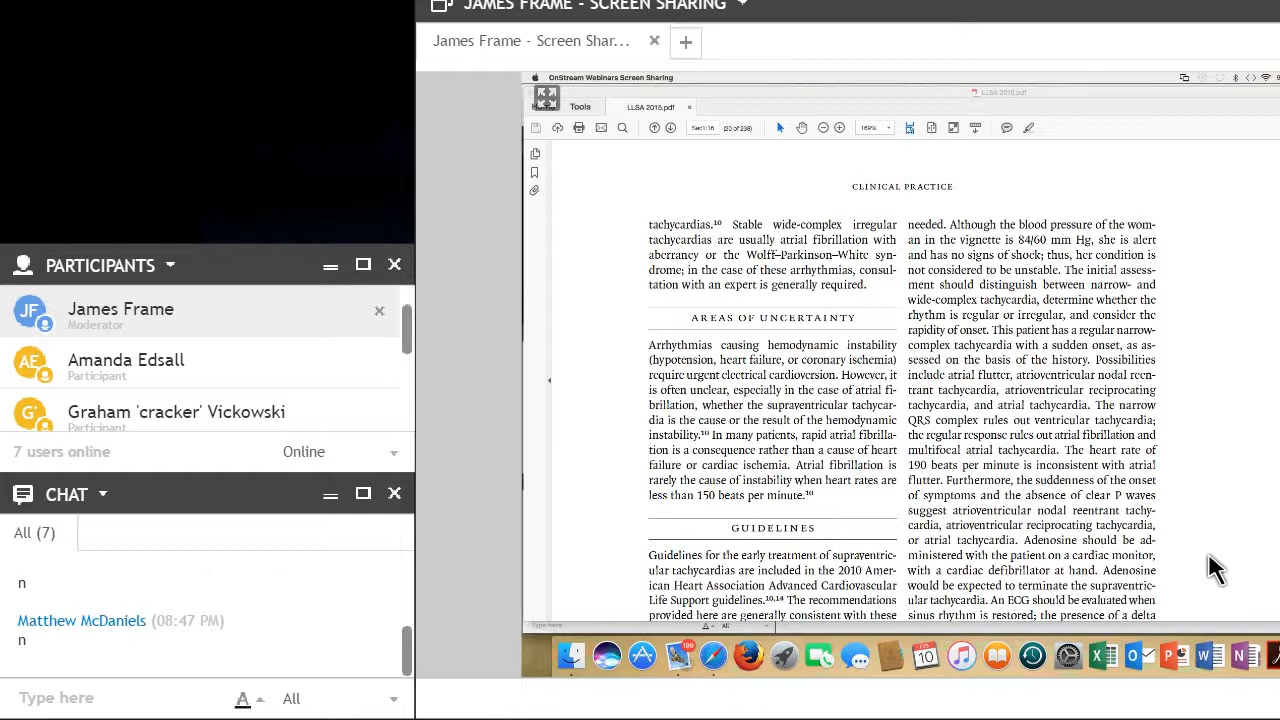 JAMES FRAME - SCREEN SHARING
James Frame - Screen Shar...
OnStream Webinars Screen Sharing
LLSA 2015.pdf
Tools
LLSA 2015.pdf
Sec1:16
(20 of 238)
169%
CLINICAL PRACTICE
tachycardias.¹⁰ Stable wide-complex irregular
tachycardias are usually atrial fibrillation with
aberrancy or the Wolff–Parkinson–White syn-
drome; in the case of these arrhythmias, consul-
tation with an expert is generally required.
AREAS OF UNCERTAINTY
Arrhythmias causing hemodynamic instability
(hypotension, heart failure, or coronary ischemia)
require urgent electrical cardioversion. However, it
is often unclear, especially in the case of atrial fi-
brillation, whether the supraventricular tachycar-
dia is the cause or the result of the hemodynamic
instability.¹⁰ In many patients, rapid atrial fibrilla-
tion is a consequence rather than a cause of heart
failure or cardiac ischemia. Atrial fibrillation is
rarely the cause of instability when heart rates are
less than 150 beats per minute.¹⁰
GUIDELINES
Guidelines for the early treatment of supraventric-
ular tachycardias are included in the 2010 Amer-
ican Heart Association Advanced Cardiovascular
Life Support guidelines.¹⁰,¹⁴ The recommendations
provided here are generally consistent with these
needed. Although the blood pressure of the wom-
an in the vignette is 84/60 mm Hg, she is alert
and has no signs of shock; thus, her condition is
not considered to be unstable. The initial assess-
ment should distinguish between narrow- and
wide-complex tachycardia, determine whether the
rhythm is regular or irregular, and consider the
rapidity of onset. This patient has a regular narrow-
complex tachycardia with a sudden onset, as as-
sessed on the basis of the history. Possibilities
include atrial flutter, atrioventricular nodal reen-
trant tachycardia, atrioventricular reciprocating
tachycardia, and atrial tachycardia. The narrow
QRS complex rules out ventricular tachycardia;
the regular response rules out atrial fibrillation and
multifocal atrial tachycardia. The heart rate of
190 beats per minute is inconsistent with atrial
flutter. Furthermore, the suddenness of the onset
of symptoms and the absence of clear P waves
suggest atrioventricular nodal reentrant tachy-
cardia, atrioventricular reciprocating tachycardia,
or atrial tachycardia. Adenosine should be ad-
ministered with the patient on a cardiac monitor,
with a cardiac defibrillator at hand. Adenosine
would be expected to terminate the supraventric-
ular tachycardia. An ECG should be evaluated when
sinus rhythm is restored; the presence of a delta
Type here
All
PARTICIPANTS
JF
James Frame
Moderator
AE
Amanda Edsall
Participant
G'
Graham 'cracker' Vickowski
Participant
7 users online
Online
CHAT
All (7)
n
Matthew McDaniels (08:47 PM)
n
Type here
A
All
199
FEB
10